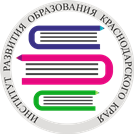 ИНСТИТУТ РАЗВИТИЯ ОБРАЗОВАНИЯ КРАСНОДАРСКОГО КРАЯ